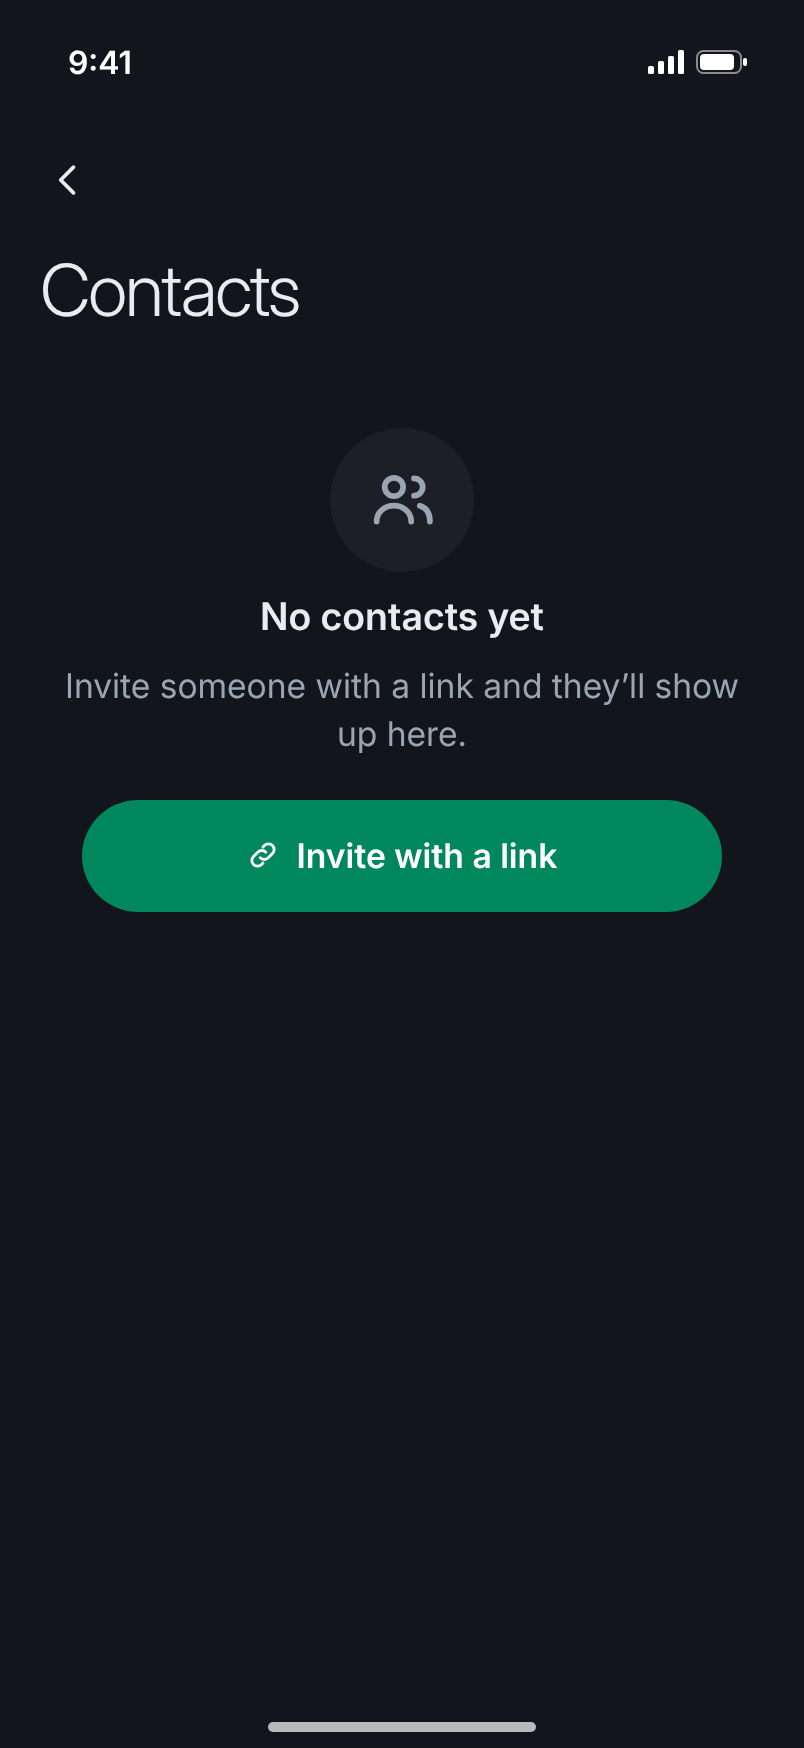 9:41
Contacts
No contacts yet
Invite someone with a link and they’ll show
up here.
Invite with a link